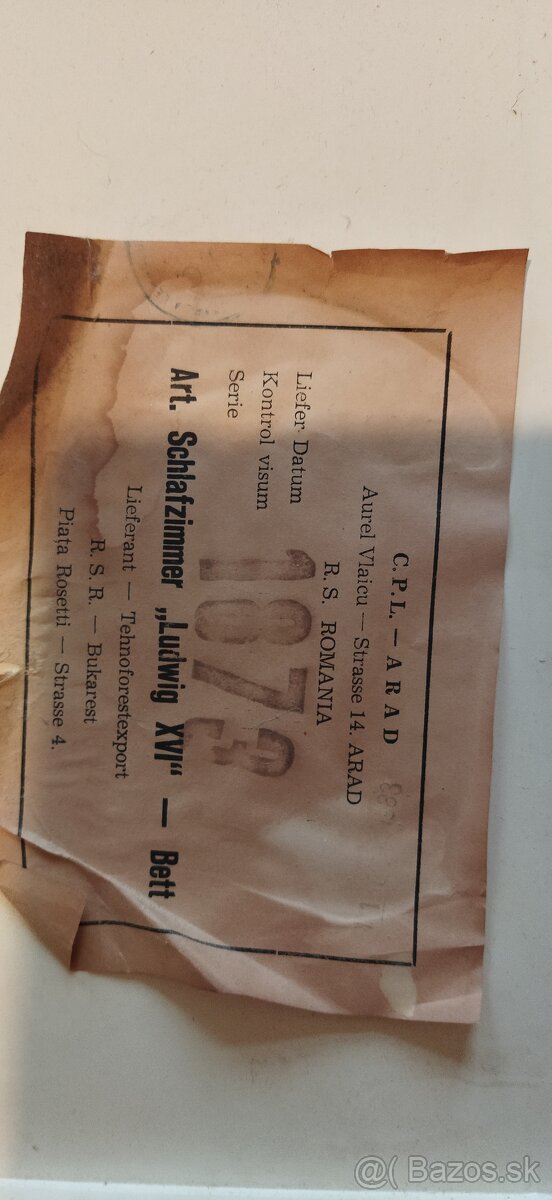 C.P.L. — ARAD
Aurel Vlaicu — Strasse 14. ARAD
R. S. ROMANIA
Liefer Datum
Kontrol visum
Serie
1873
Art. Schlafzimmer „Ludwig XVI“ — Bett
Lieferant — Tehnoforestexport
R. S. R. — Bukarest
Piața Rosetti — Strasse 4.
@( Bazos.sk